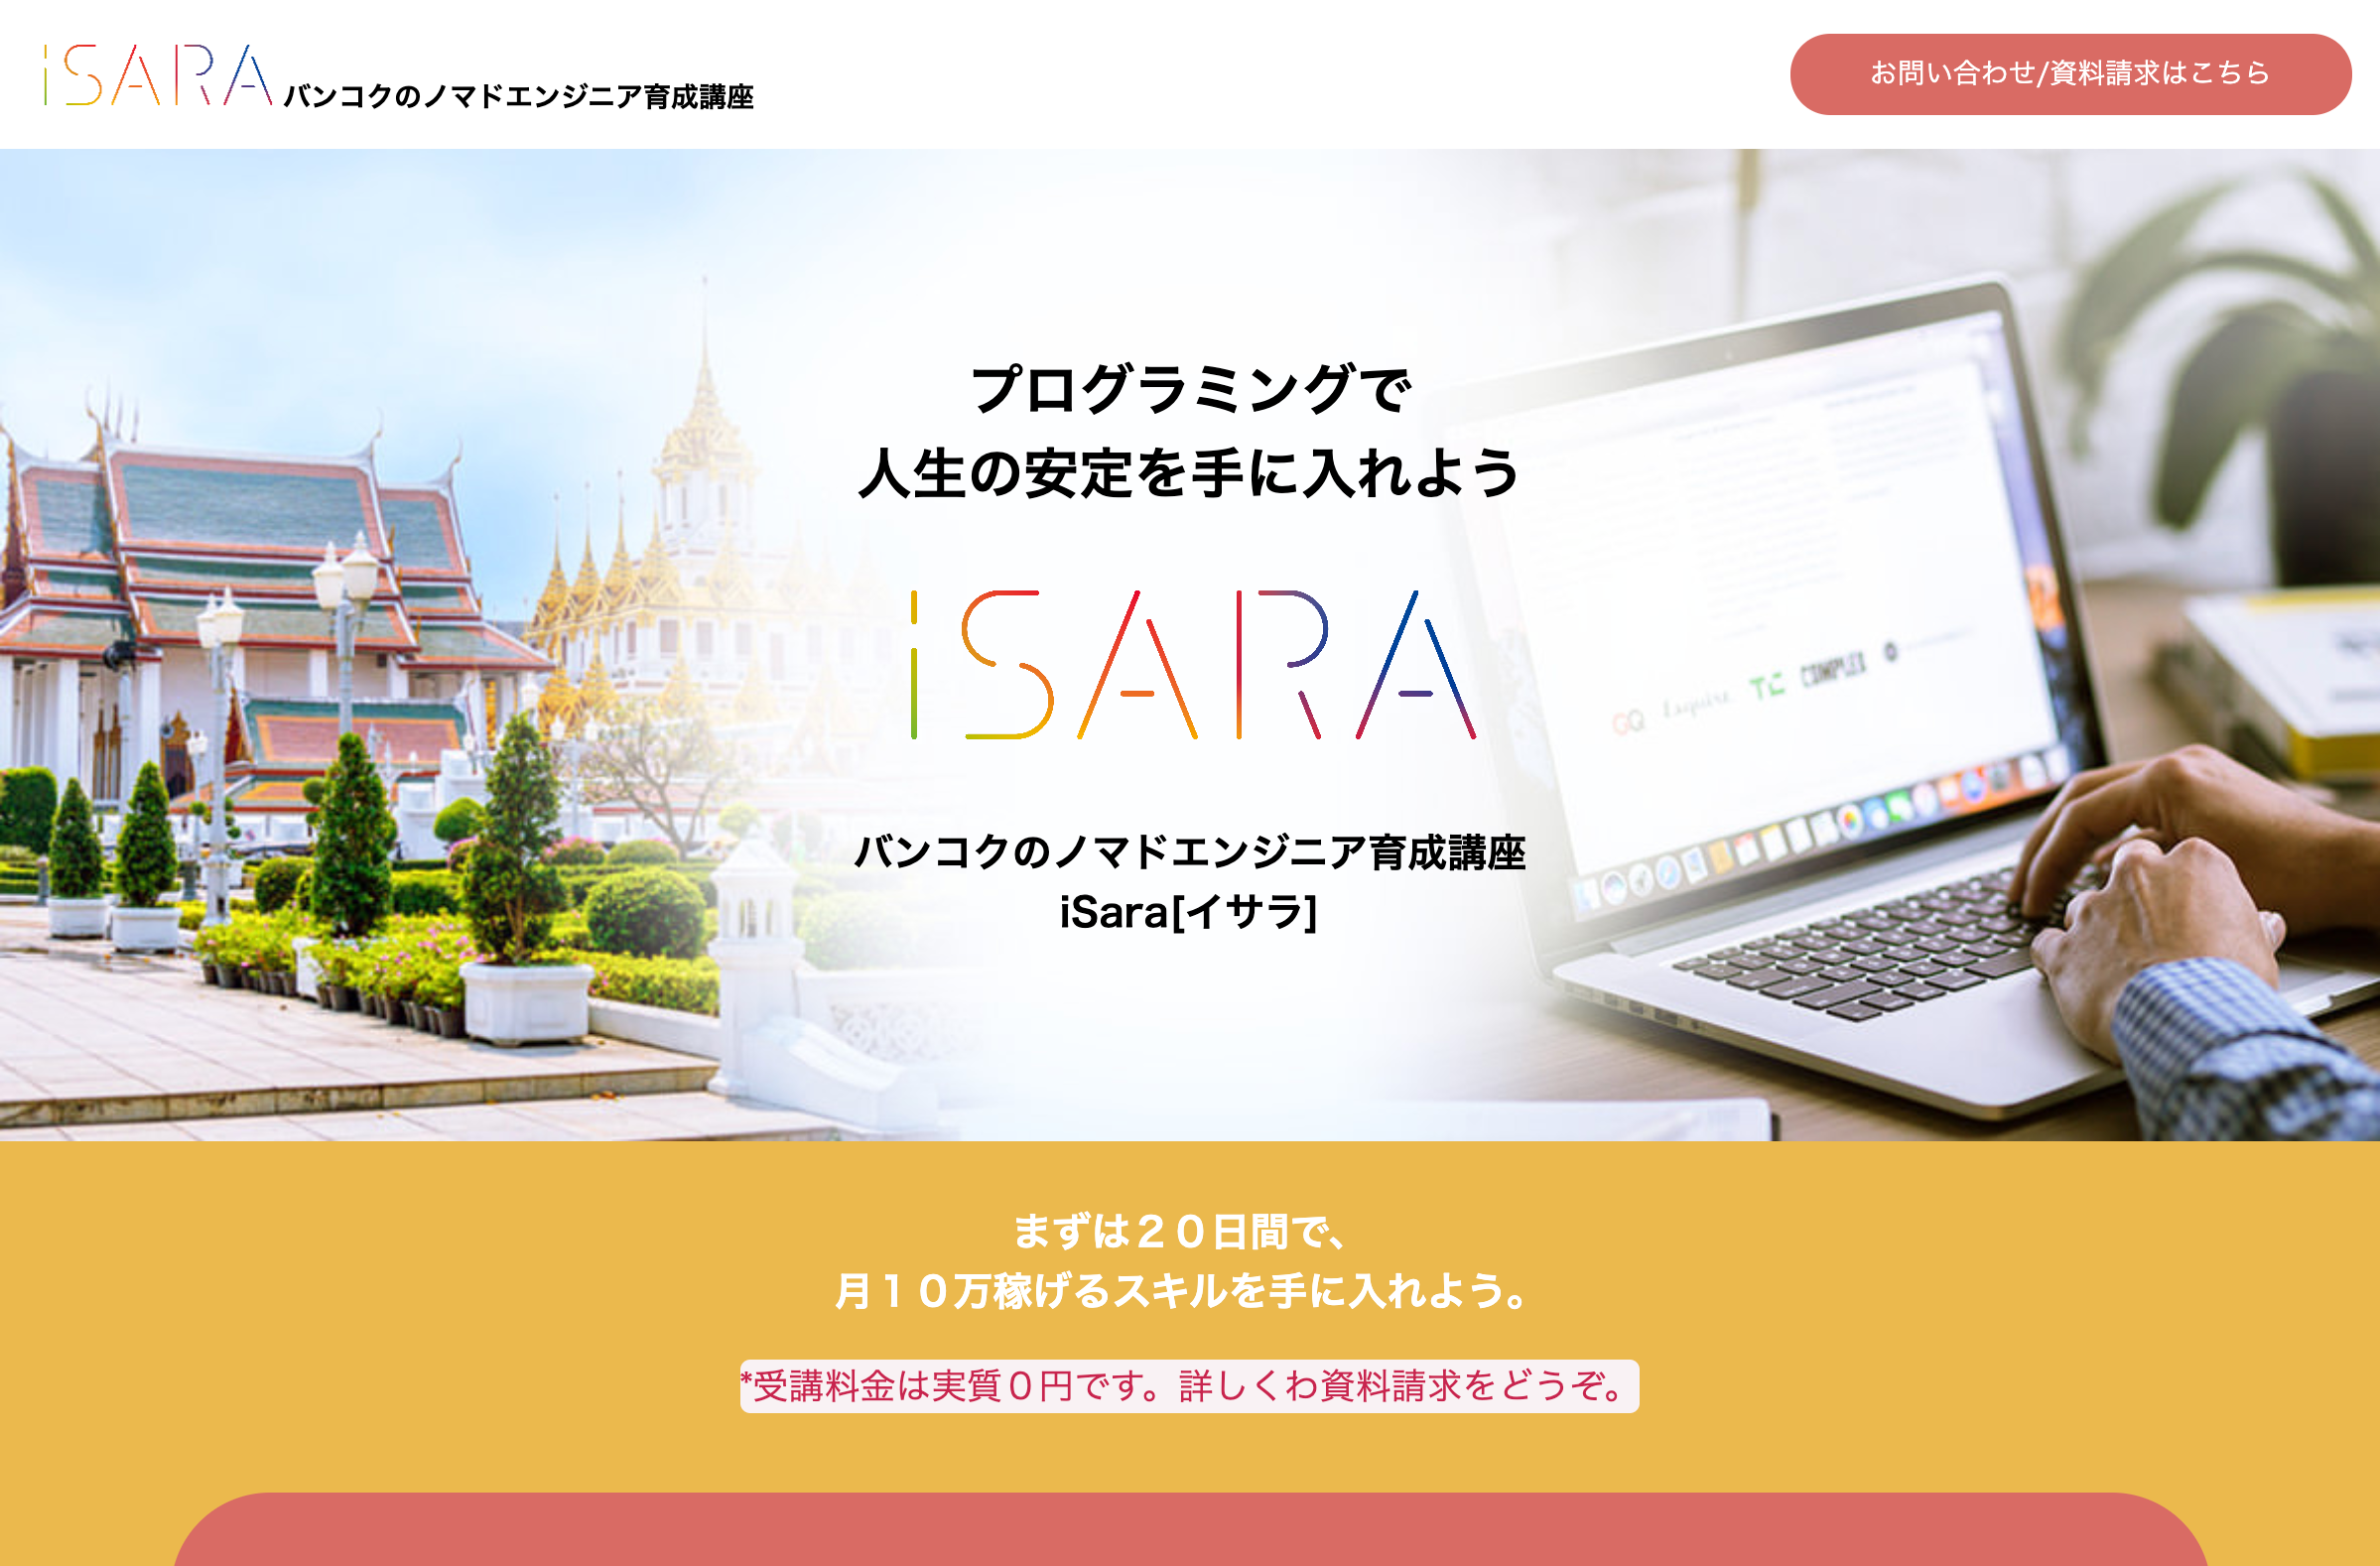 iSARA バンコクのノマドエンジニア育成講座
お問い合わせ/資料請求はこちら
プログラミングで
人生の安定を手に入れよう
iSARA
GQ Esquire TC COMPLEX
バンコクのノマドエンジニア育成講座
iSara[イサラ]
まずは２０日間で、
月１０万稼げるスキルを手に入れよう。
*受講料金は実質０円です。詳しくわ資料請求をどうぞ。